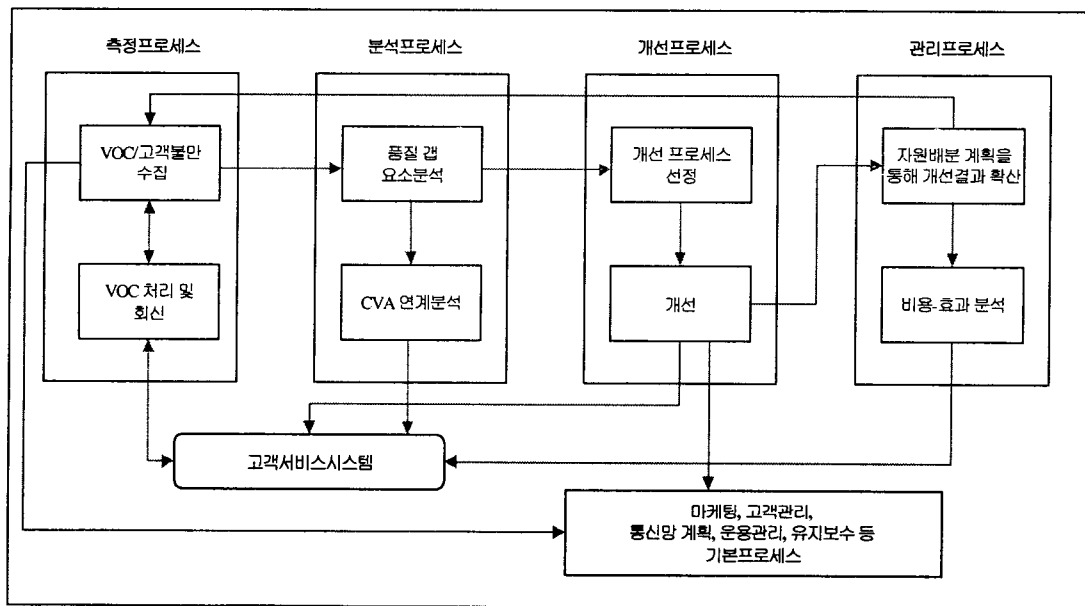 측정프로세스
분석프로세스
개선프로세스
관리프로세스
VOC/고객불만
수집
품질 갭
요소분석
개선 프로세스
선정
자원배분 계획을
통해 개선결과 확산
VOC 처리 및
회신
CVA 연계분석
개선
비용-효과 분석
고객서비스시스템
마케팅, 고객관리,
통신망 계획, 운용관리, 유지보수 등
기본프로세스